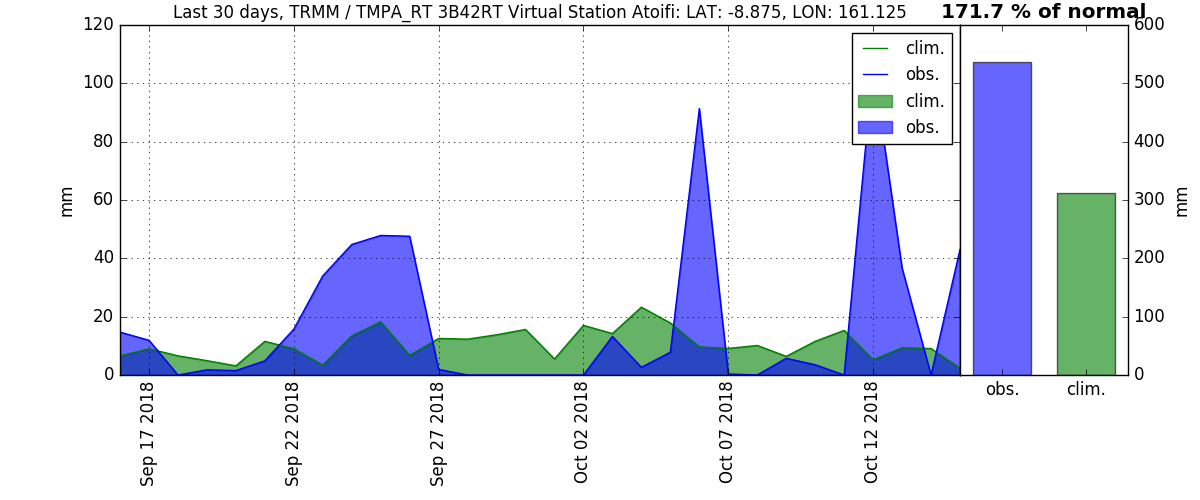 Last 30 days, TRMM / TMPA_RT 3B42RT Virtual Station Atoifi: LAT: -8.875, LON: 161.125
171.7 % of normal
120
100
80
60
40
20
0
mm
clim.
obs.
clim.
obs.
600
500
400
300
200
100
0
mm
Sep 17 2018
Sep 22 2018
Sep 27 2018
Oct 02 2018
Oct 07 2018
Oct 12 2018
obs.
clim.